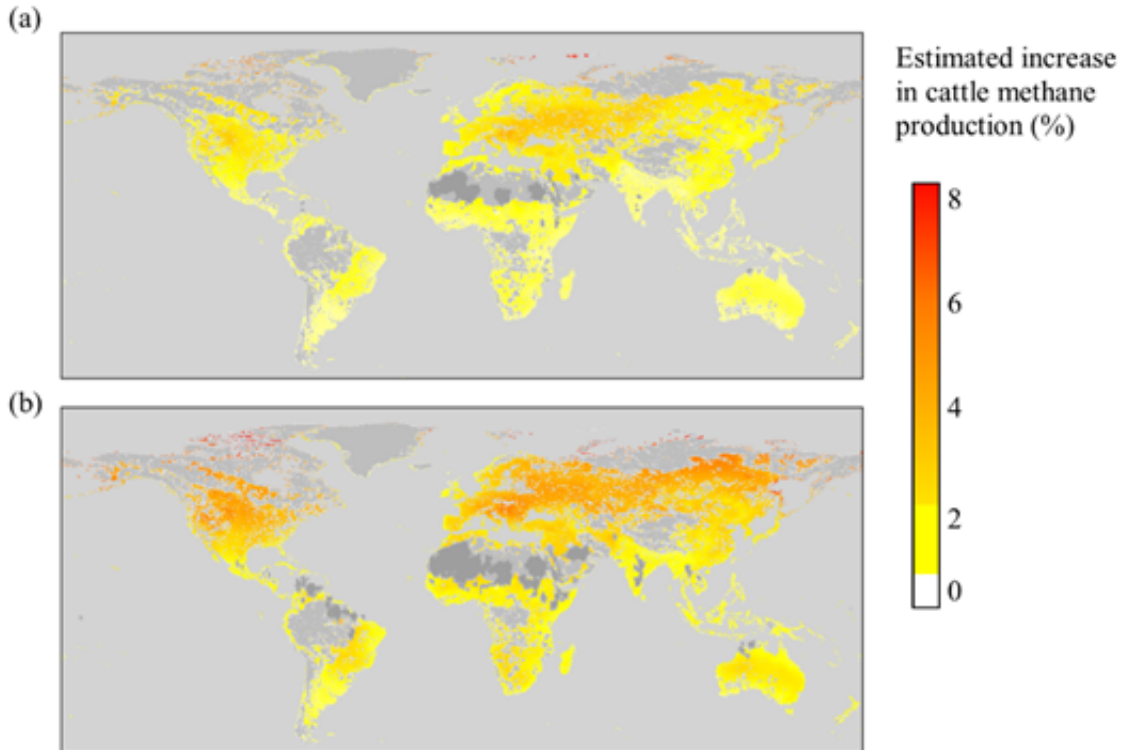 (a)
Estimated increase
in cattle methane
production (%)
8
6
4
2
0
(b)